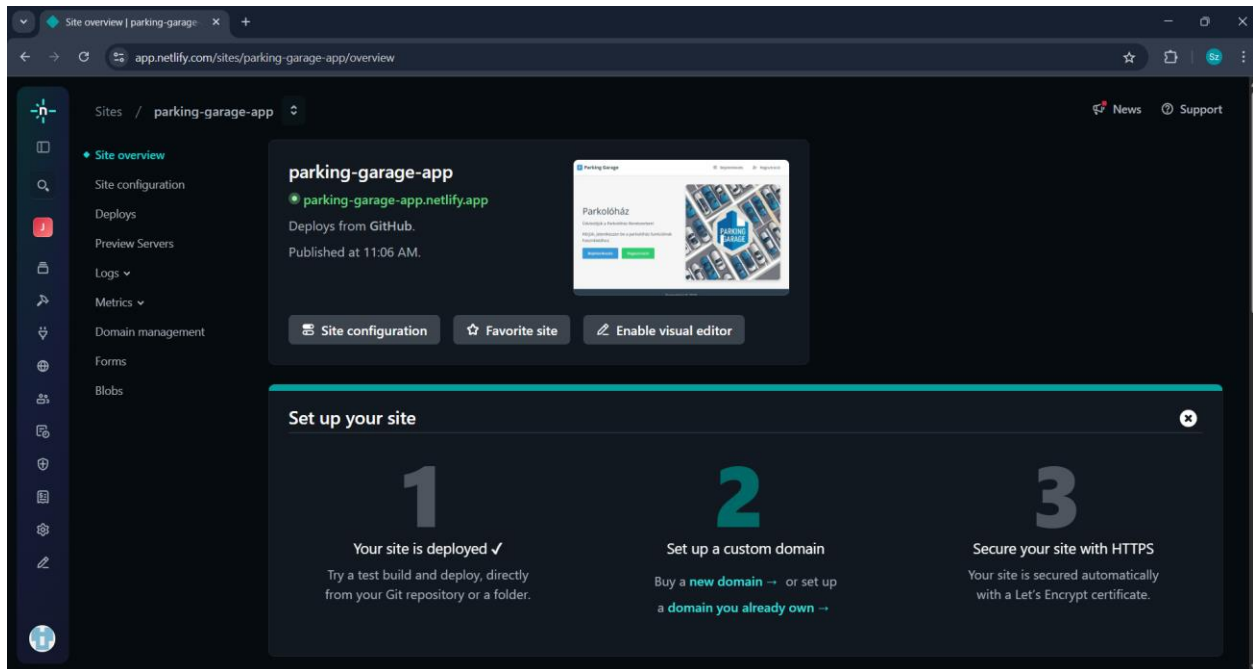 Site overview | parking-garage
app.netlify.com/sites/parking-garage-app/overview
Sz
Sites / parking-garage-app
News
Support
Site overview
Site configuration
Deploys
Preview Servers
Logs
Metrics
Domain management
Forms
Blobs
J
parking-garage-app
parking-garage-app.netlify.app
Deploys from GitHub.
Published at 11:06 AM.
Parking Garage
Parkolóház
PARKING
GARAGE
Site configuration
Favorite site
Enable visual editor
Set up your site
1
Your site is deployed ✓
Try a test build and deploy, directly
from your Git repository or a folder.
2
Set up a custom domain
Buy a new domain → or set up
a domain you already own →
3
Secure your site with HTTPS
Your site is secured automatically
with a Let's Encrypt certificate.